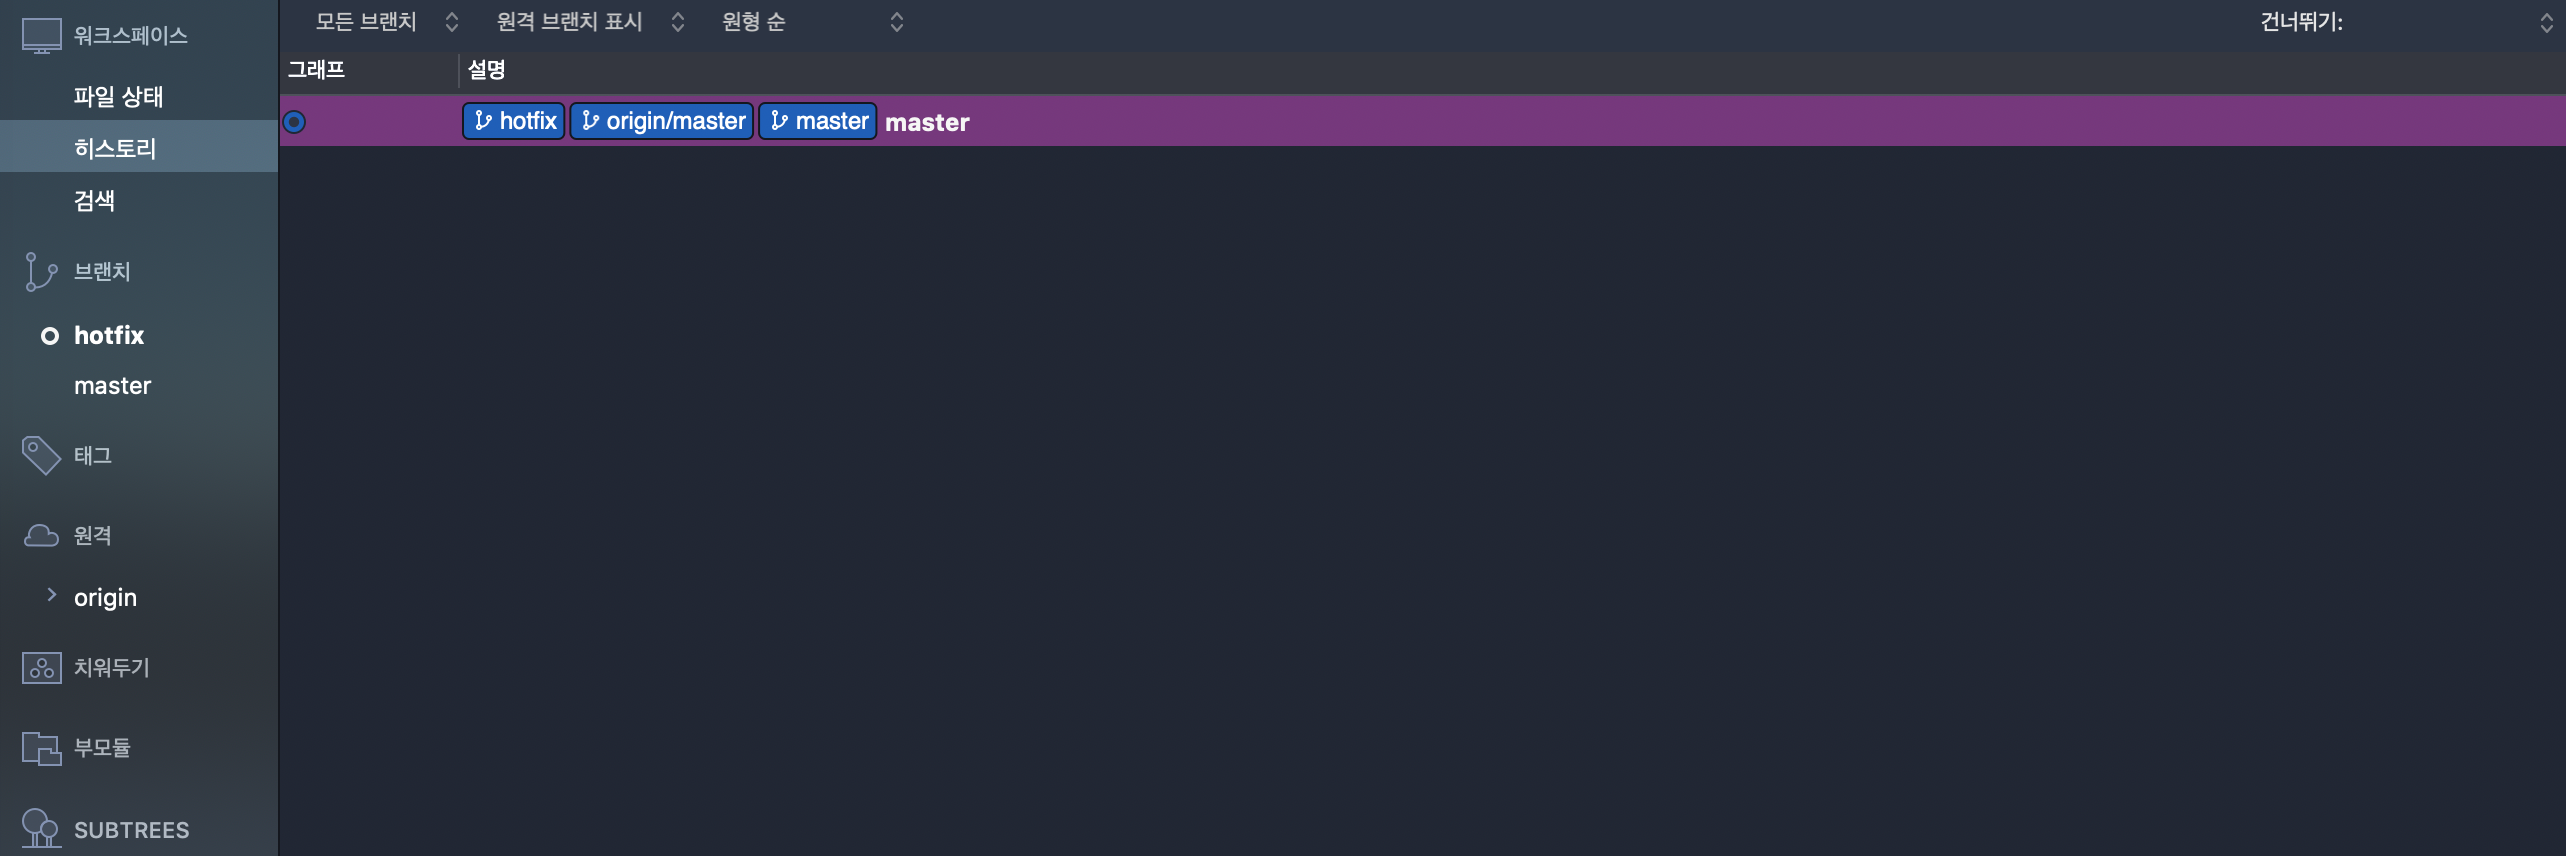 워크스페이스
파일 상태
히스토리
검색
브랜치
hotfix
master
태그
원격
origin
치워두기
부모듈
SUBTREES
모든 브랜치 원격 브랜치 표시 원형 순 건너뛰기:
그래프 설명
hotfix origin/master master master